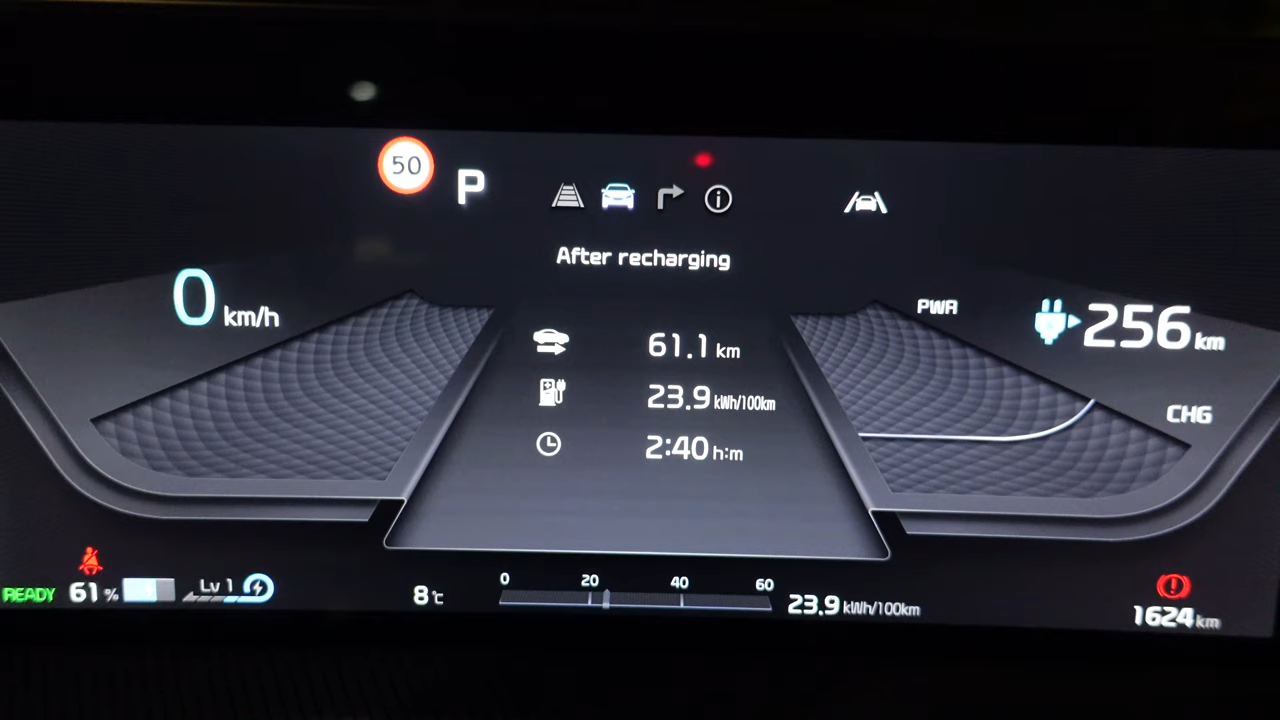 50
P
After recharging
0 km/h
PWR
256 km
61.1 km
23.9 kWh/100km
CHG
2:40 h:m
READY
61 %
Lv 1
8 ℃
0 20 40 60
23.9 kWh/100km
1624 km